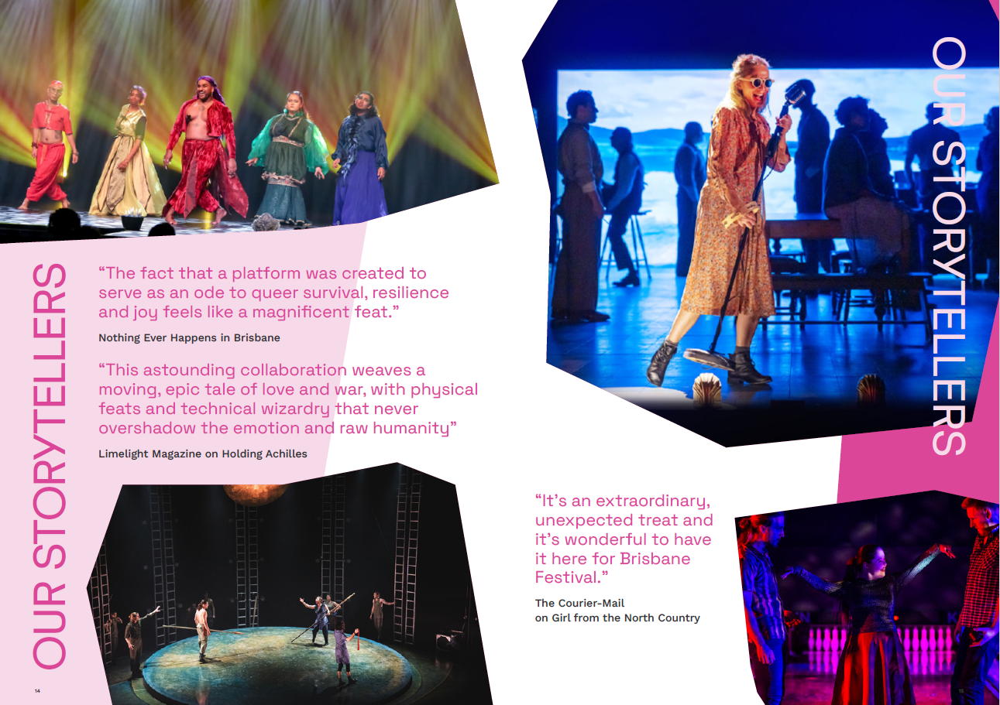 OUR STORYTELLERS
“The fact that a platform was created to
serve as an ode to queer survival, resilience
and joy feels like a magnificent feat.”
Nothing Ever Happens in Brisbane
“This astounding collaboration weaves a
moving, epic tale of love and war, with physical
feats and technical wizardry that never
overshadow the emotion and raw humanity”
Limelight Magazine on Holding Achilles
14
OUR STORYTELLERS
“It’s an extraordinary,
unexpected treat and
it’s wonderful to have
it here for Brisbane
Festival.”
The Courier-Mail
on Girl from the North Country
15